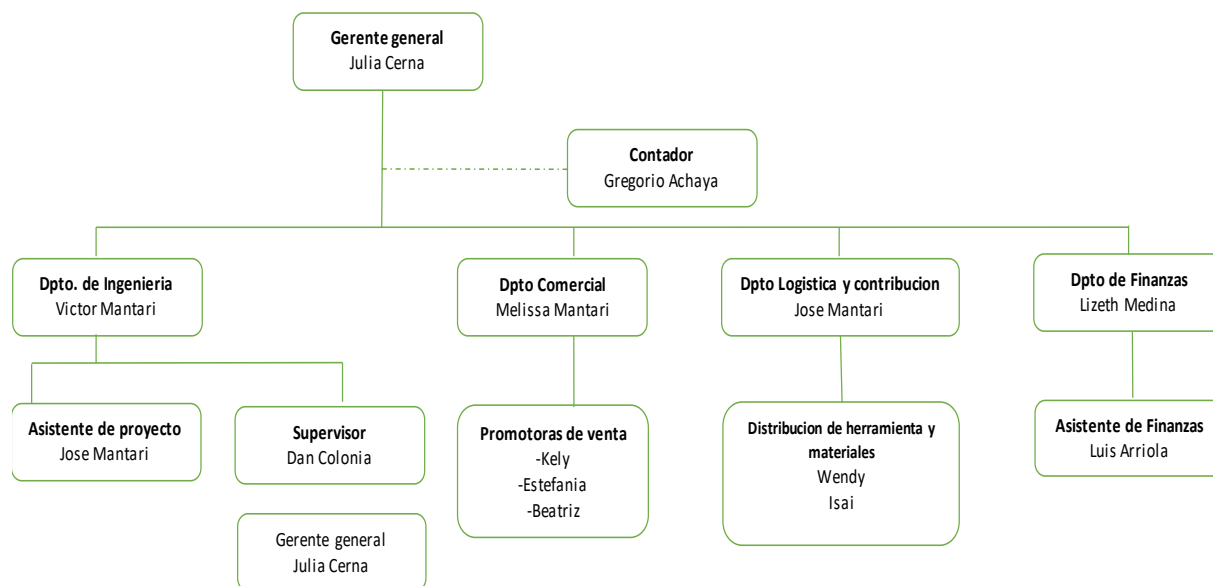 Gerente general
Julia Cerna
Contador
Gregorio Achaya
Dpto. de Ingenieria
Victor Mantari
Dpto Comercial
Melissa Mantari
Dpto Logistica y contribucion
Jose Mantari
Dpto de Finanzas
Lizeth Medina
Asistente de proyecto
Jose Mantari
Supervisor
Dan Colonia
Promotoras de venta
-Kely
-Estefania
-Beatriz
Distribucion de herramienta y
materiales
Wendy
Isai
Asistente de Finanzas
Luis Arriola
Gerente general
Julia Cerna